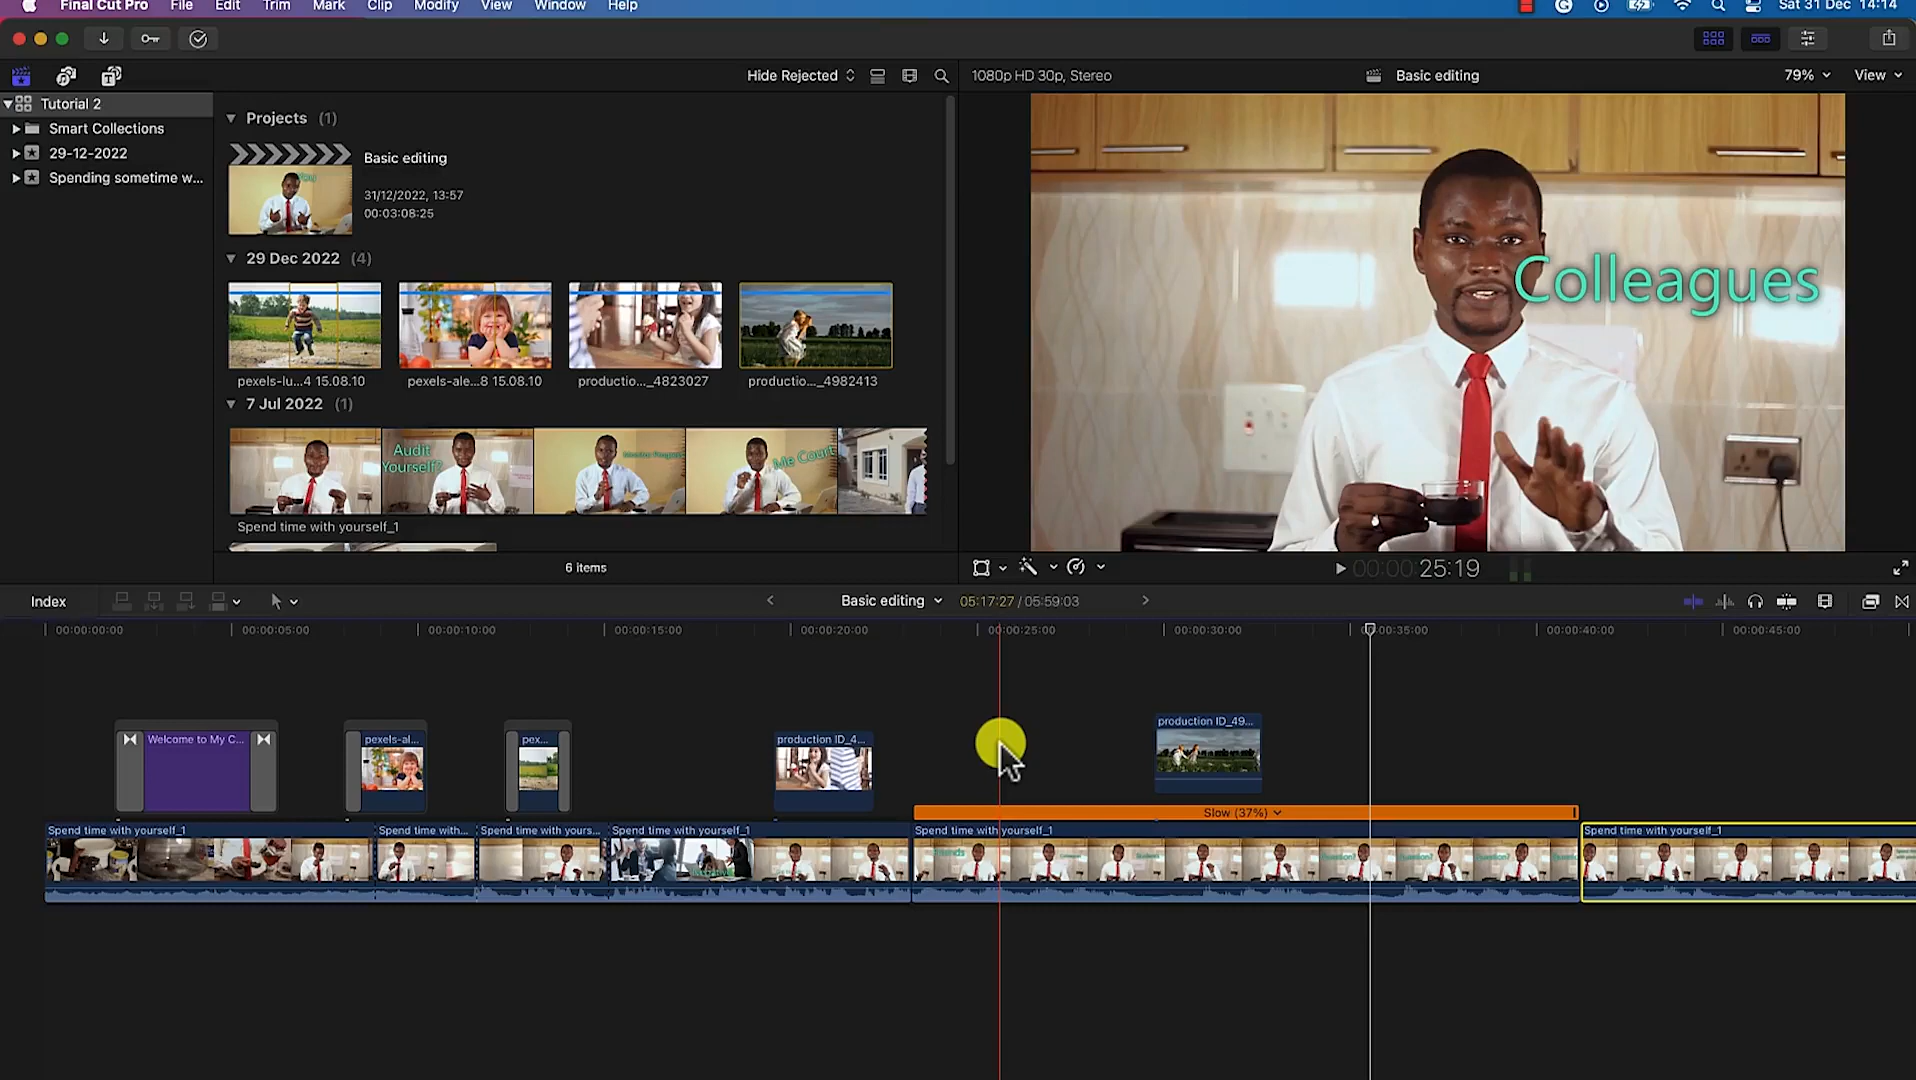 Final Cut Pro File Edit Trim Mark Clip Modify View Window Help Sat 31 Dec 14:14
Hide Rejected 1080p HD 30p, Stereo Basic editing 79% View
Tutorial 2
Smart Collections
29-12-2022
Spending sometime w...
Projects (1)
Basic editing
31/12/2022, 13:57
00:03:08:25
You
29 Dec 2022 (4)
pexels-lu...4 15.08.10 pexels-ale...8 15.08.10 productio..._4823027 productio..._4982413
7 Jul 2022 (1)
Audit
Yourself?
Monitor Progress
Me Court
Spend time with yourself_1
6 items
Colleagues
00:00:25:19
Index Basic editing 05:17:27 / 05:59:03
00:00:00:00 00:00:05:00 00:00:10:00 00:00:15:00 00:00:20:00 00:00:25:00 00:00:30:00 00:00:35:00 00:00:40:00 00:00:45:00
Welcome to My C... pexels-al... pex... production ID_4... production ID_49...
Slow (37%)
Spend time with yourself_1 Spend time with... Spend time with yours... Spend time with yourself_1 Spend time with yourself_1 Spend time with yourself_1
Friends